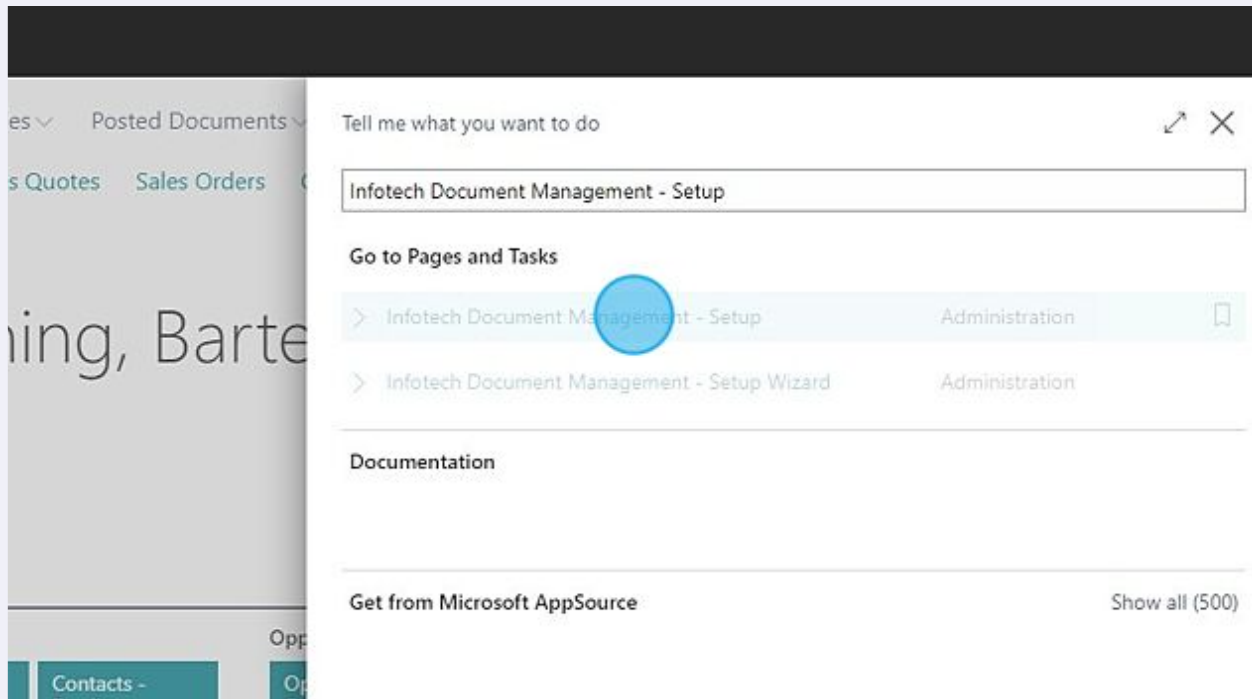 es Posted Documents
s Quotes Sales Orders
ning, Barte
Opp
Contacts -
Op
Tell me what you want to do
Infotech Document Management - Setup
Go to Pages and Tasks
Infotech Document Management - Setup Administration
Infotech Document Management - Setup Wizard Administration
Documentation
Get from Microsoft AppSource Show all (500)